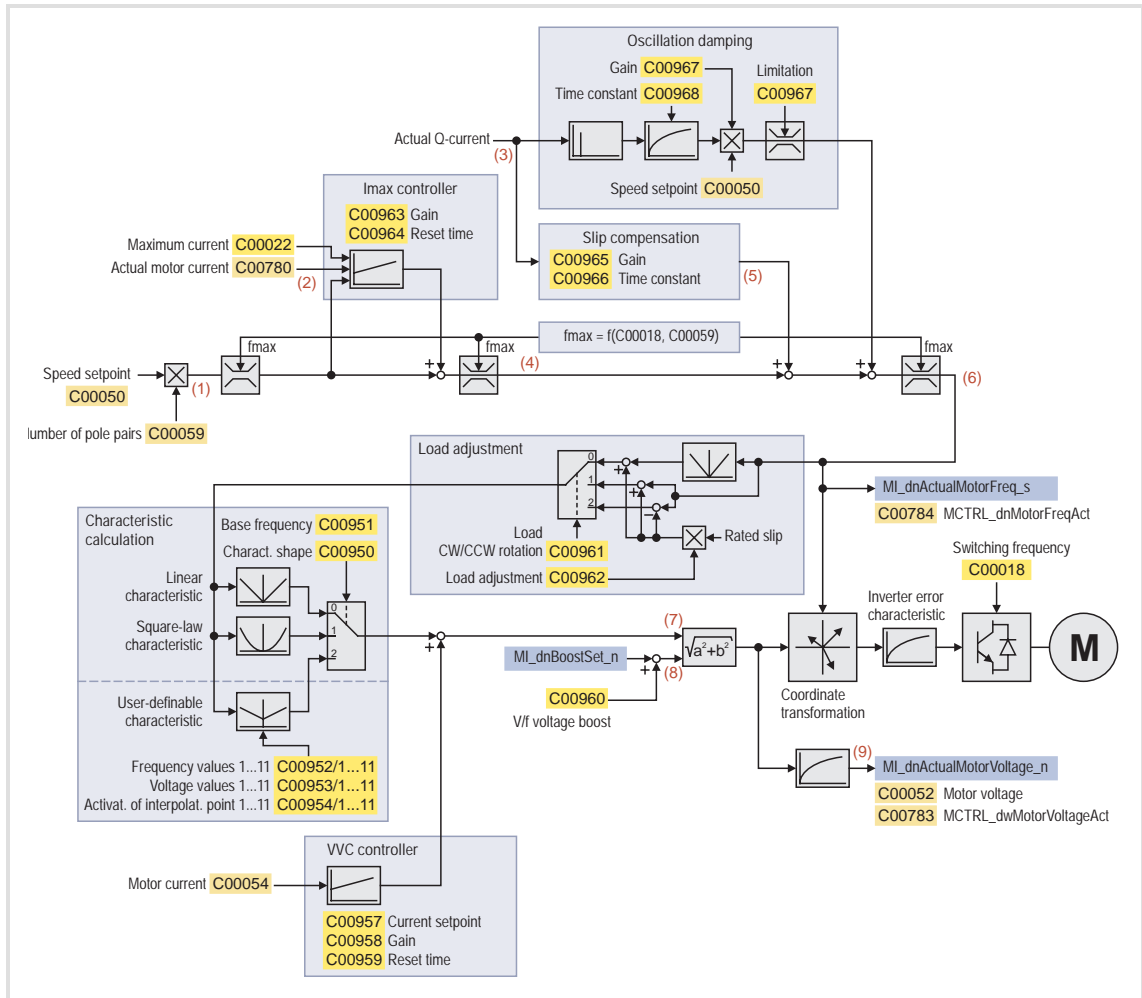 Oscillation damping
Gain C00967
Limitation
Time constant C00968
C00967
Actual Q-current
(3)
Speed setpoint C00050
Imax controller
C00963 Gain
C00964 Reset time
Maximum current C00022
Actual motor current C00780
(2)
Slip compensation
C00965 Gain
C00966 Time constant
(5)
fmax = f(C00018, C00059)
fmax
fmax
fmax
(4)
+
+
+
Speed setpoint
C00050
(1)
(6)
umber of pole pairs C00059
Load adjustment
0
1
2
+
+
–
Rated slip
Load
CW/CCW rotation C00961
Load adjustment C00962
MI_dnActualMotorFreq_s
C00784 MCTRL_dnMotorFreqAct
Switching frequency
C00018
Inverter error
characteristic
Characteristic
calculation
Base frequency C00951
Charact. shape C00950
Linear
characteristic
0
Square-law
characteristic
1
2
User-definable
characteristic
Frequency values 1...11 C00952/1...11
Voltage values 1...11 C00953/1...11
Activat. of interpolat. point 1...11 C00954/1...11
+
+
(7)
MI_dnBoostSet_n
+
(8)
√a²+b²
C00960
V/f voltage boost
Coordinate
transformation
M
(9)
MI_dnActualMotorVoltage_n
C00052 Motor voltage
C00783 MCTRL_dwMotorVoltageAct
VVC controller
Motor current C00054
C00957 Current setpoint
C00958 Gain
C00959 Reset time